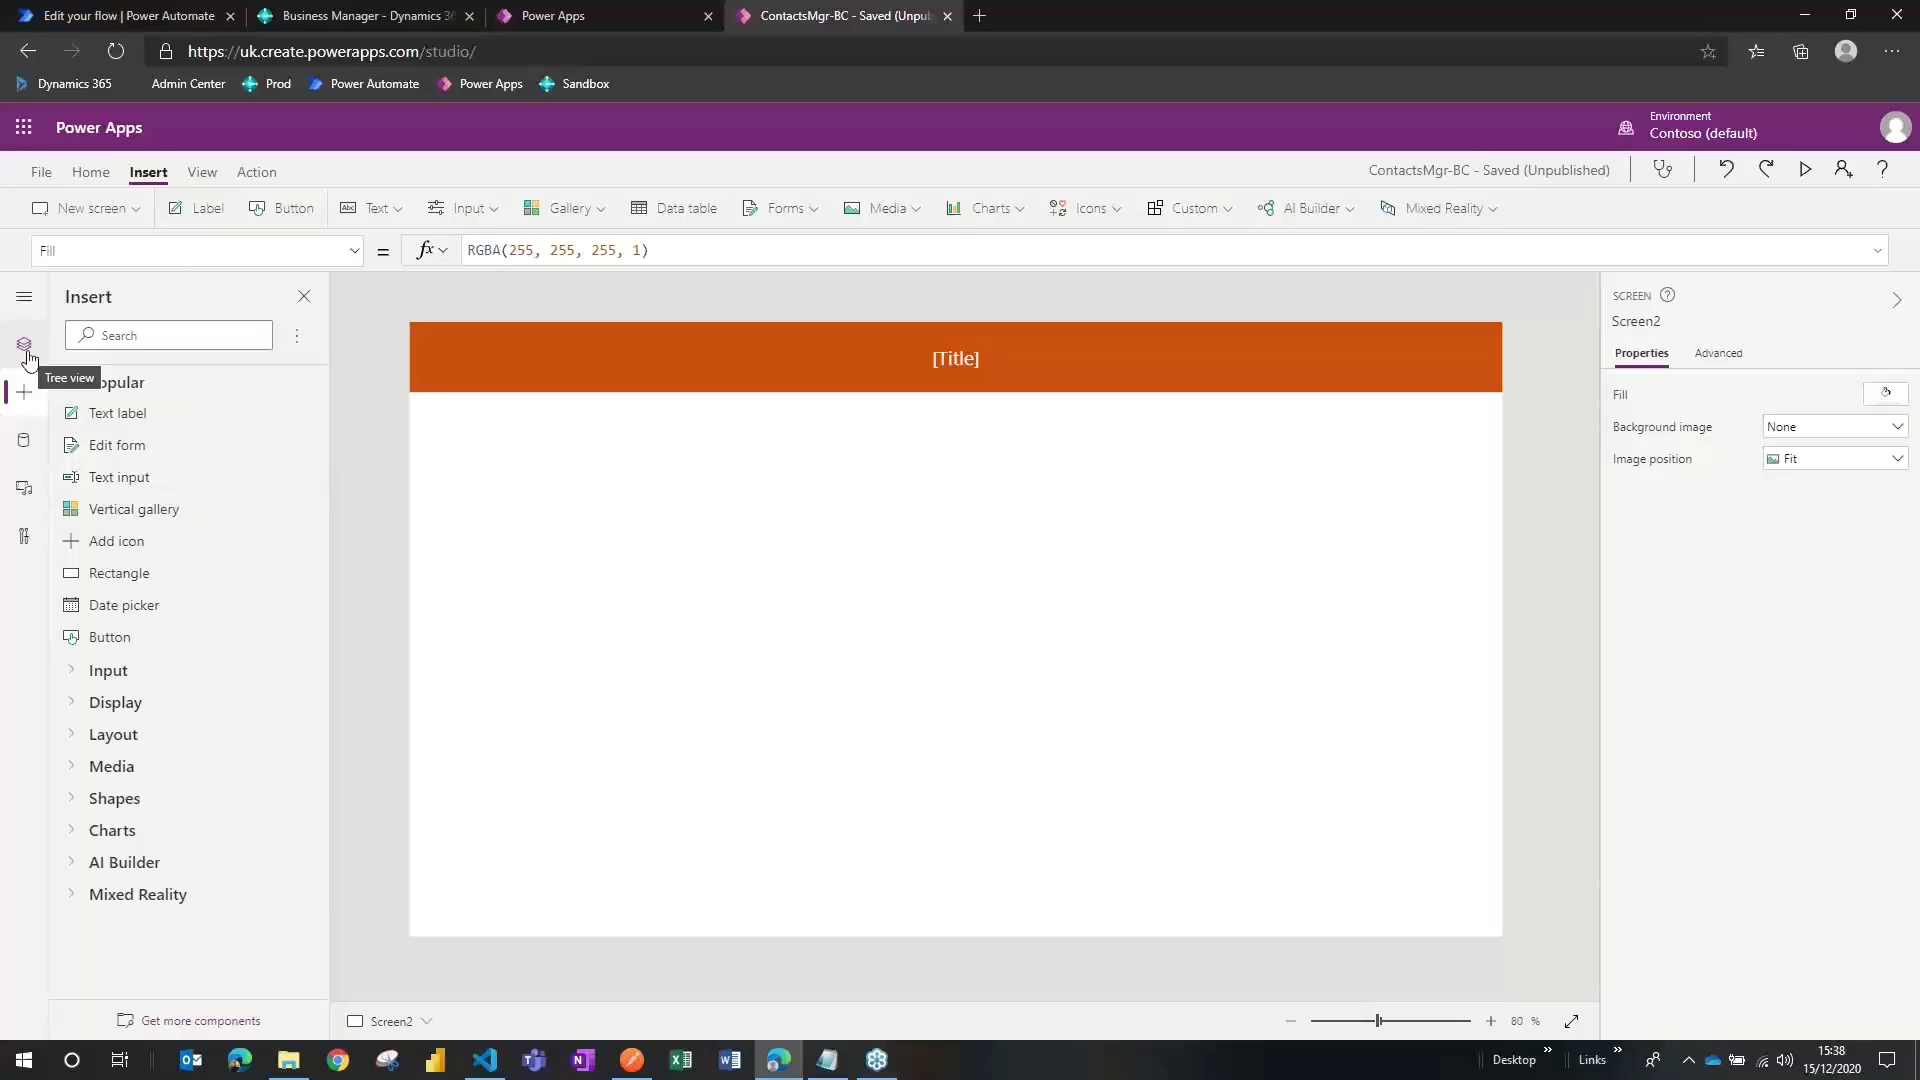 Edit your flow | Power Automate
Business Manager - Dynamics 36
Power Apps
ContactsMgr-BC - Saved (Unpu
https://uk.create.powerapps.com/studio/
Dynamics 365
Admin Center
Prod
Power Automate
Power Apps
Sandbox
Power Apps
Environment
Contoso (default)
File
Home
Insert
View
Action
ContactsMgr-BC - Saved (Unpublished)
New screen
Label
Button
Text
Input
Gallery
Data table
Forms
Media
Charts
Icons
Custom
AI Builder
Mixed Reality
Fill
=
fx
RGBA(255, 255, 255, 1)
Insert
Search
Tree view
opular
Text label
Edit form
Text input
Vertical gallery
Add icon
Rectangle
Date picker
Button
Input
Display
Layout
Media
Shapes
Charts
AI Builder
Mixed Reality
Get more components
[Title]
SCREEN
Screen2
Properties
Advanced
Fill
Background image
None
Image position
Fit
Screen2
80 %
Desktop
Links
15:38
15/12/2020